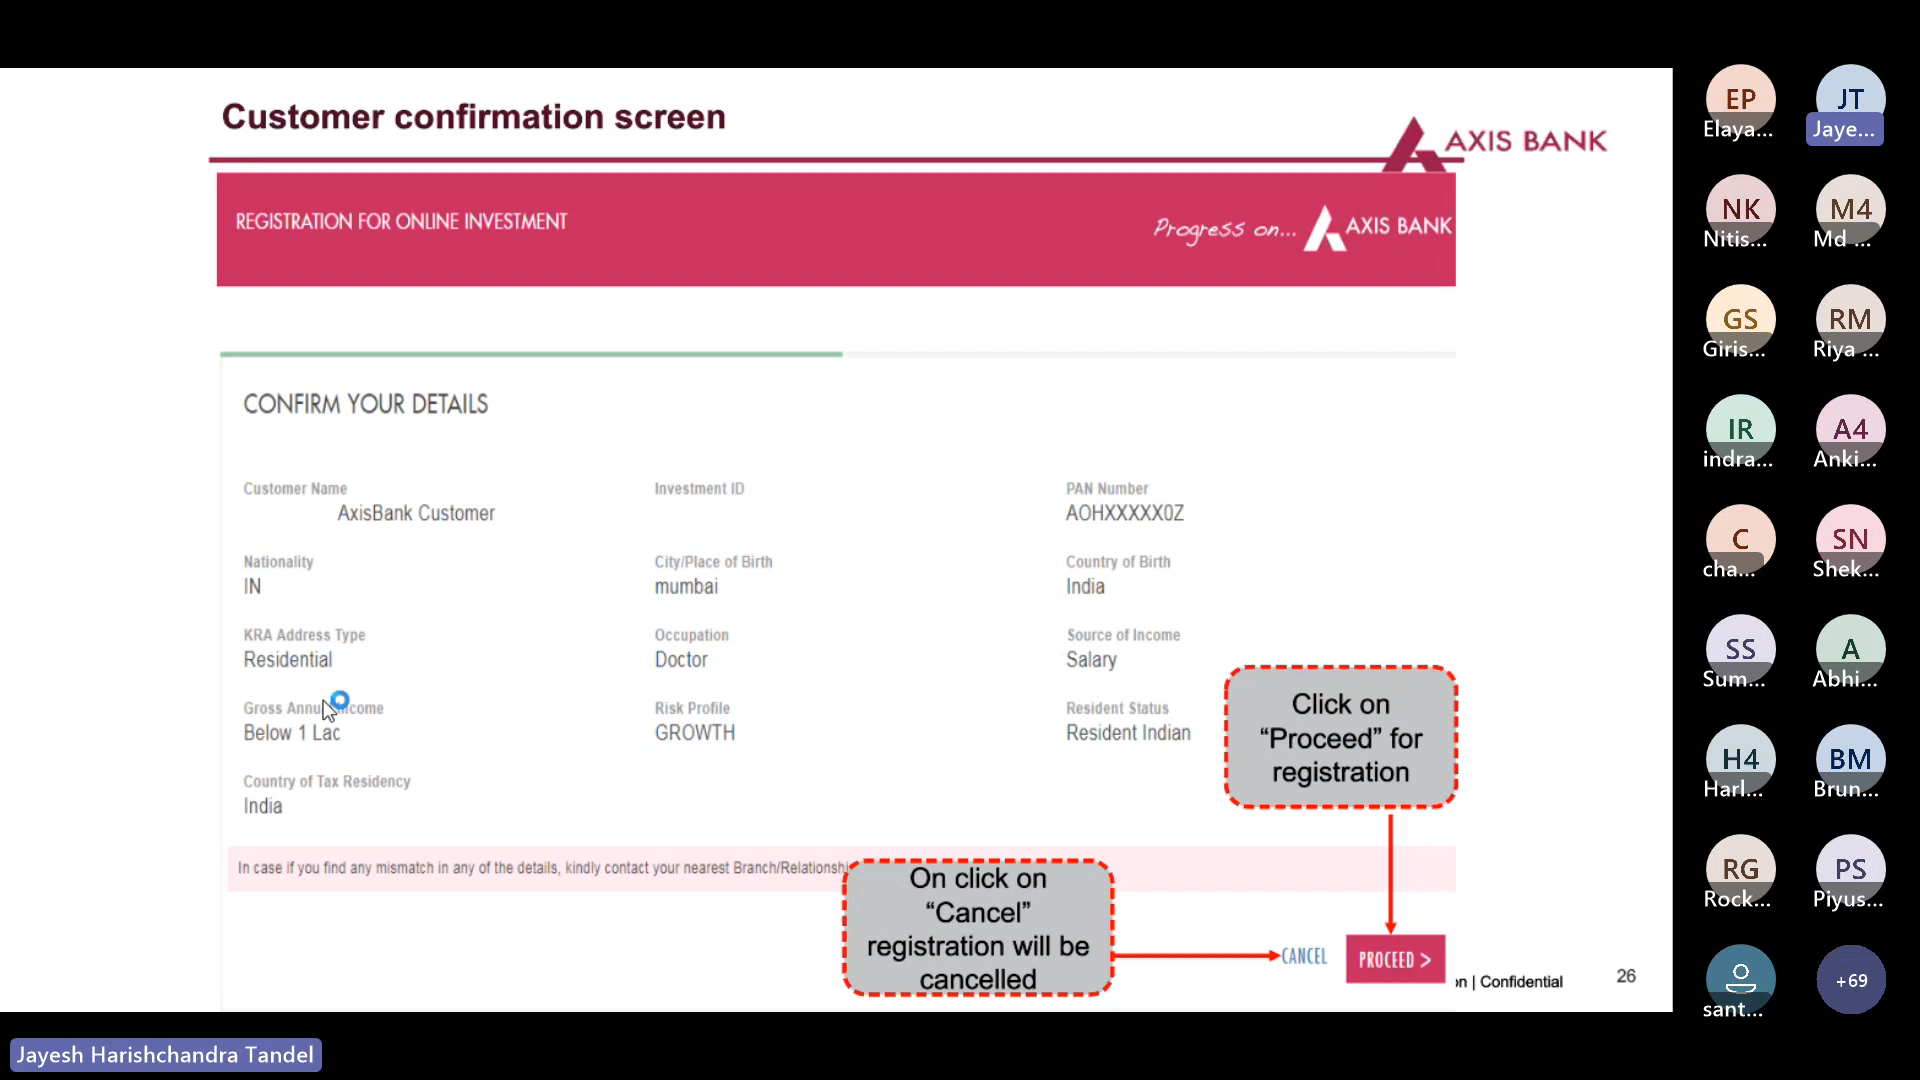 Customer confirmation screen
AXIS BANK
REGISTRATION FOR ONLINE INVESTMENT
Progress on...
AXIS BANK
CONFIRM YOUR DETAILS
Customer Name
AxisBank Customer
Investment ID
PAN Number
AOHXXXXX0Z
Nationality
IN
City/Place of Birth
mumbai
Country of Birth
India
KRA Address Type
Residential
Occupation
Doctor
Source of Income
Salary
Gross Annu come
Below 1 Lac
Risk Profile
GROWTH
Resident Status
Resident Indian
Country of Tax Residency
India
Click on
“Proceed” for
registration
In case if you find any mismatch in any of the details, kindly contact your nearest Branch/Relationshi
On click on
“Cancel”
registration will be
cancelled
CANCEL
PROCEED >
on | Confidential
26
EP
Elaya...
JT
Jaye...
NK
Nitis...
M4
Md ...
GS
Giris...
RM
Riya ...
IR
indra...
A4
Anki...
C
cha...
SN
Shek...
SS
Sum...
A
Abhi...
H4
Harl...
BM
Brun...
RG
Rock...
PS
Piyus...
sant...
+69
Jayesh Harishchandra Tandel